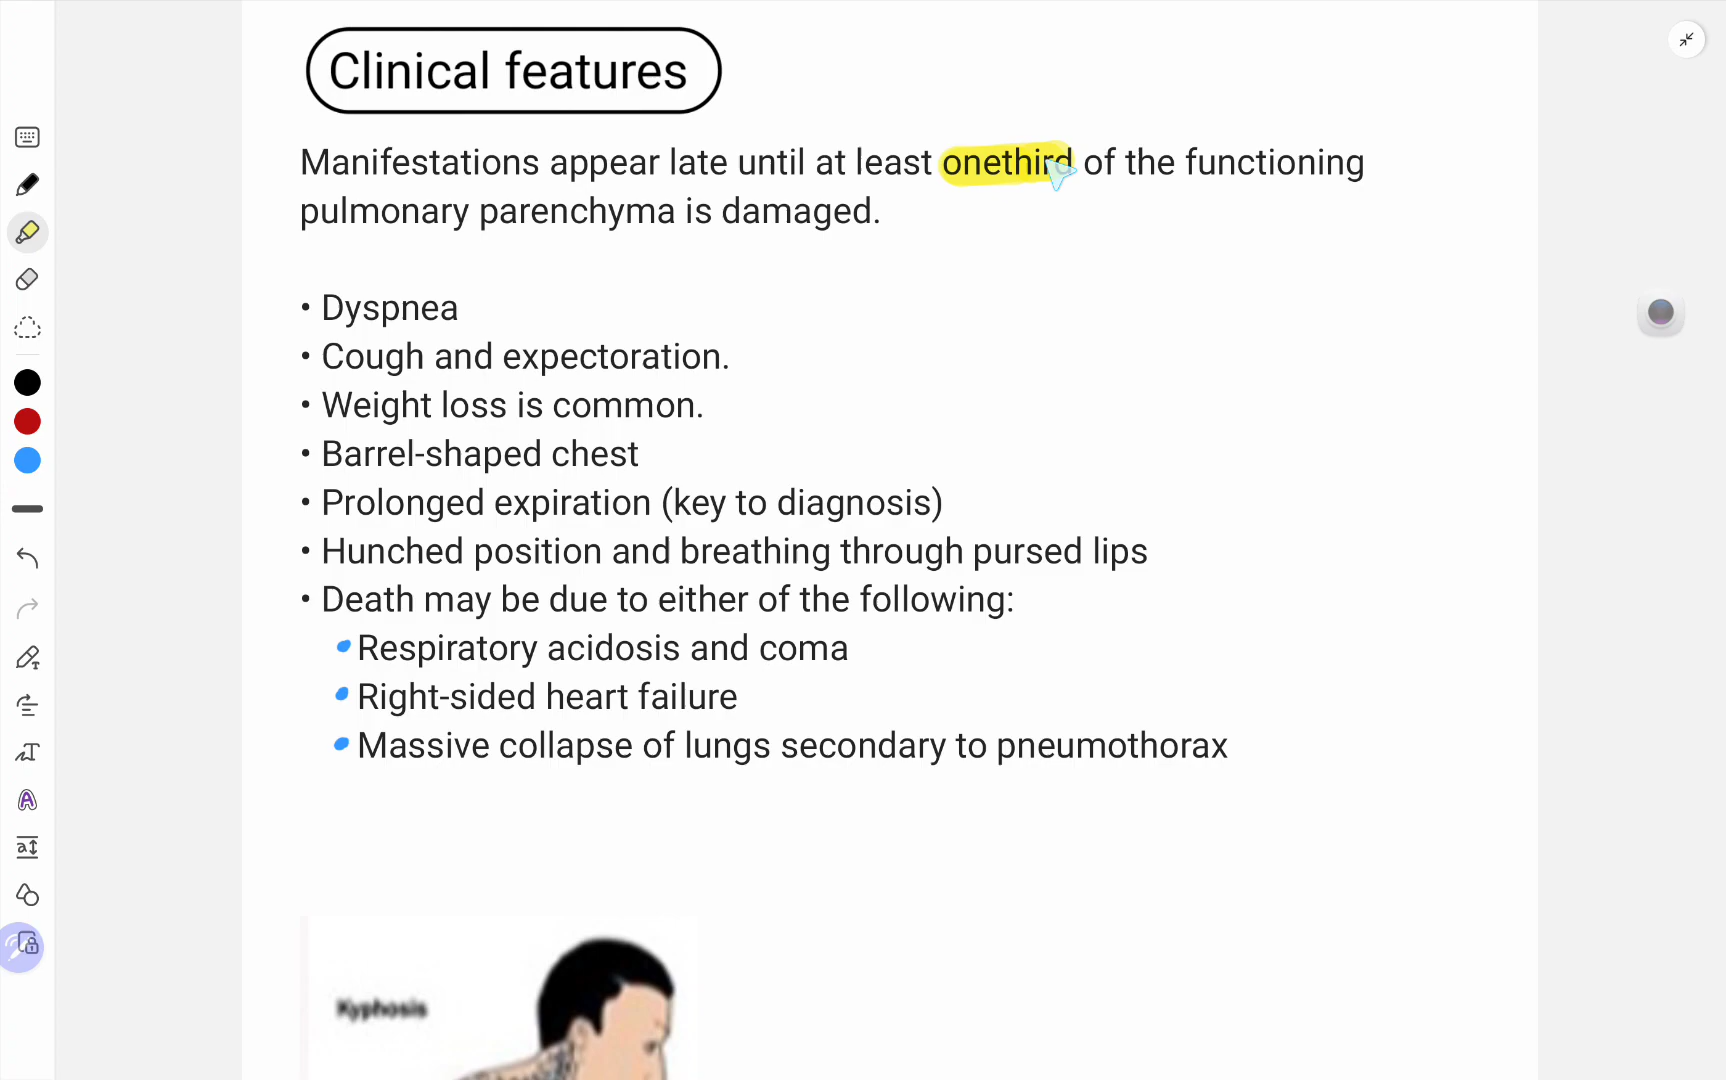 Clinical features
Manifestations appear late until at least onethird of the functioning
pulmonary parenchyma is damaged.
• Dyspnea
• Cough and expectoration.
• Weight loss is common.
• Barrel-shaped chest
• Prolonged expiration (key to diagnosis)
• Hunched position and breathing through pursed lips
• Death may be due to either of the following:
• Respiratory acidosis and coma
• Right-sided heart failure
• Massive collapse of lungs secondary to pneumothorax
Kyphosis